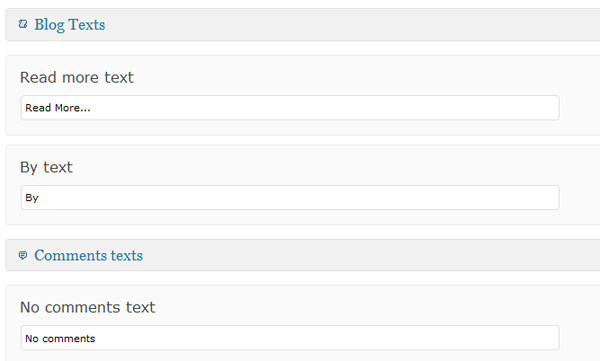 Blog Texts
Read more text
Read More...
By text
By
Comments texts
No comments text
No comments